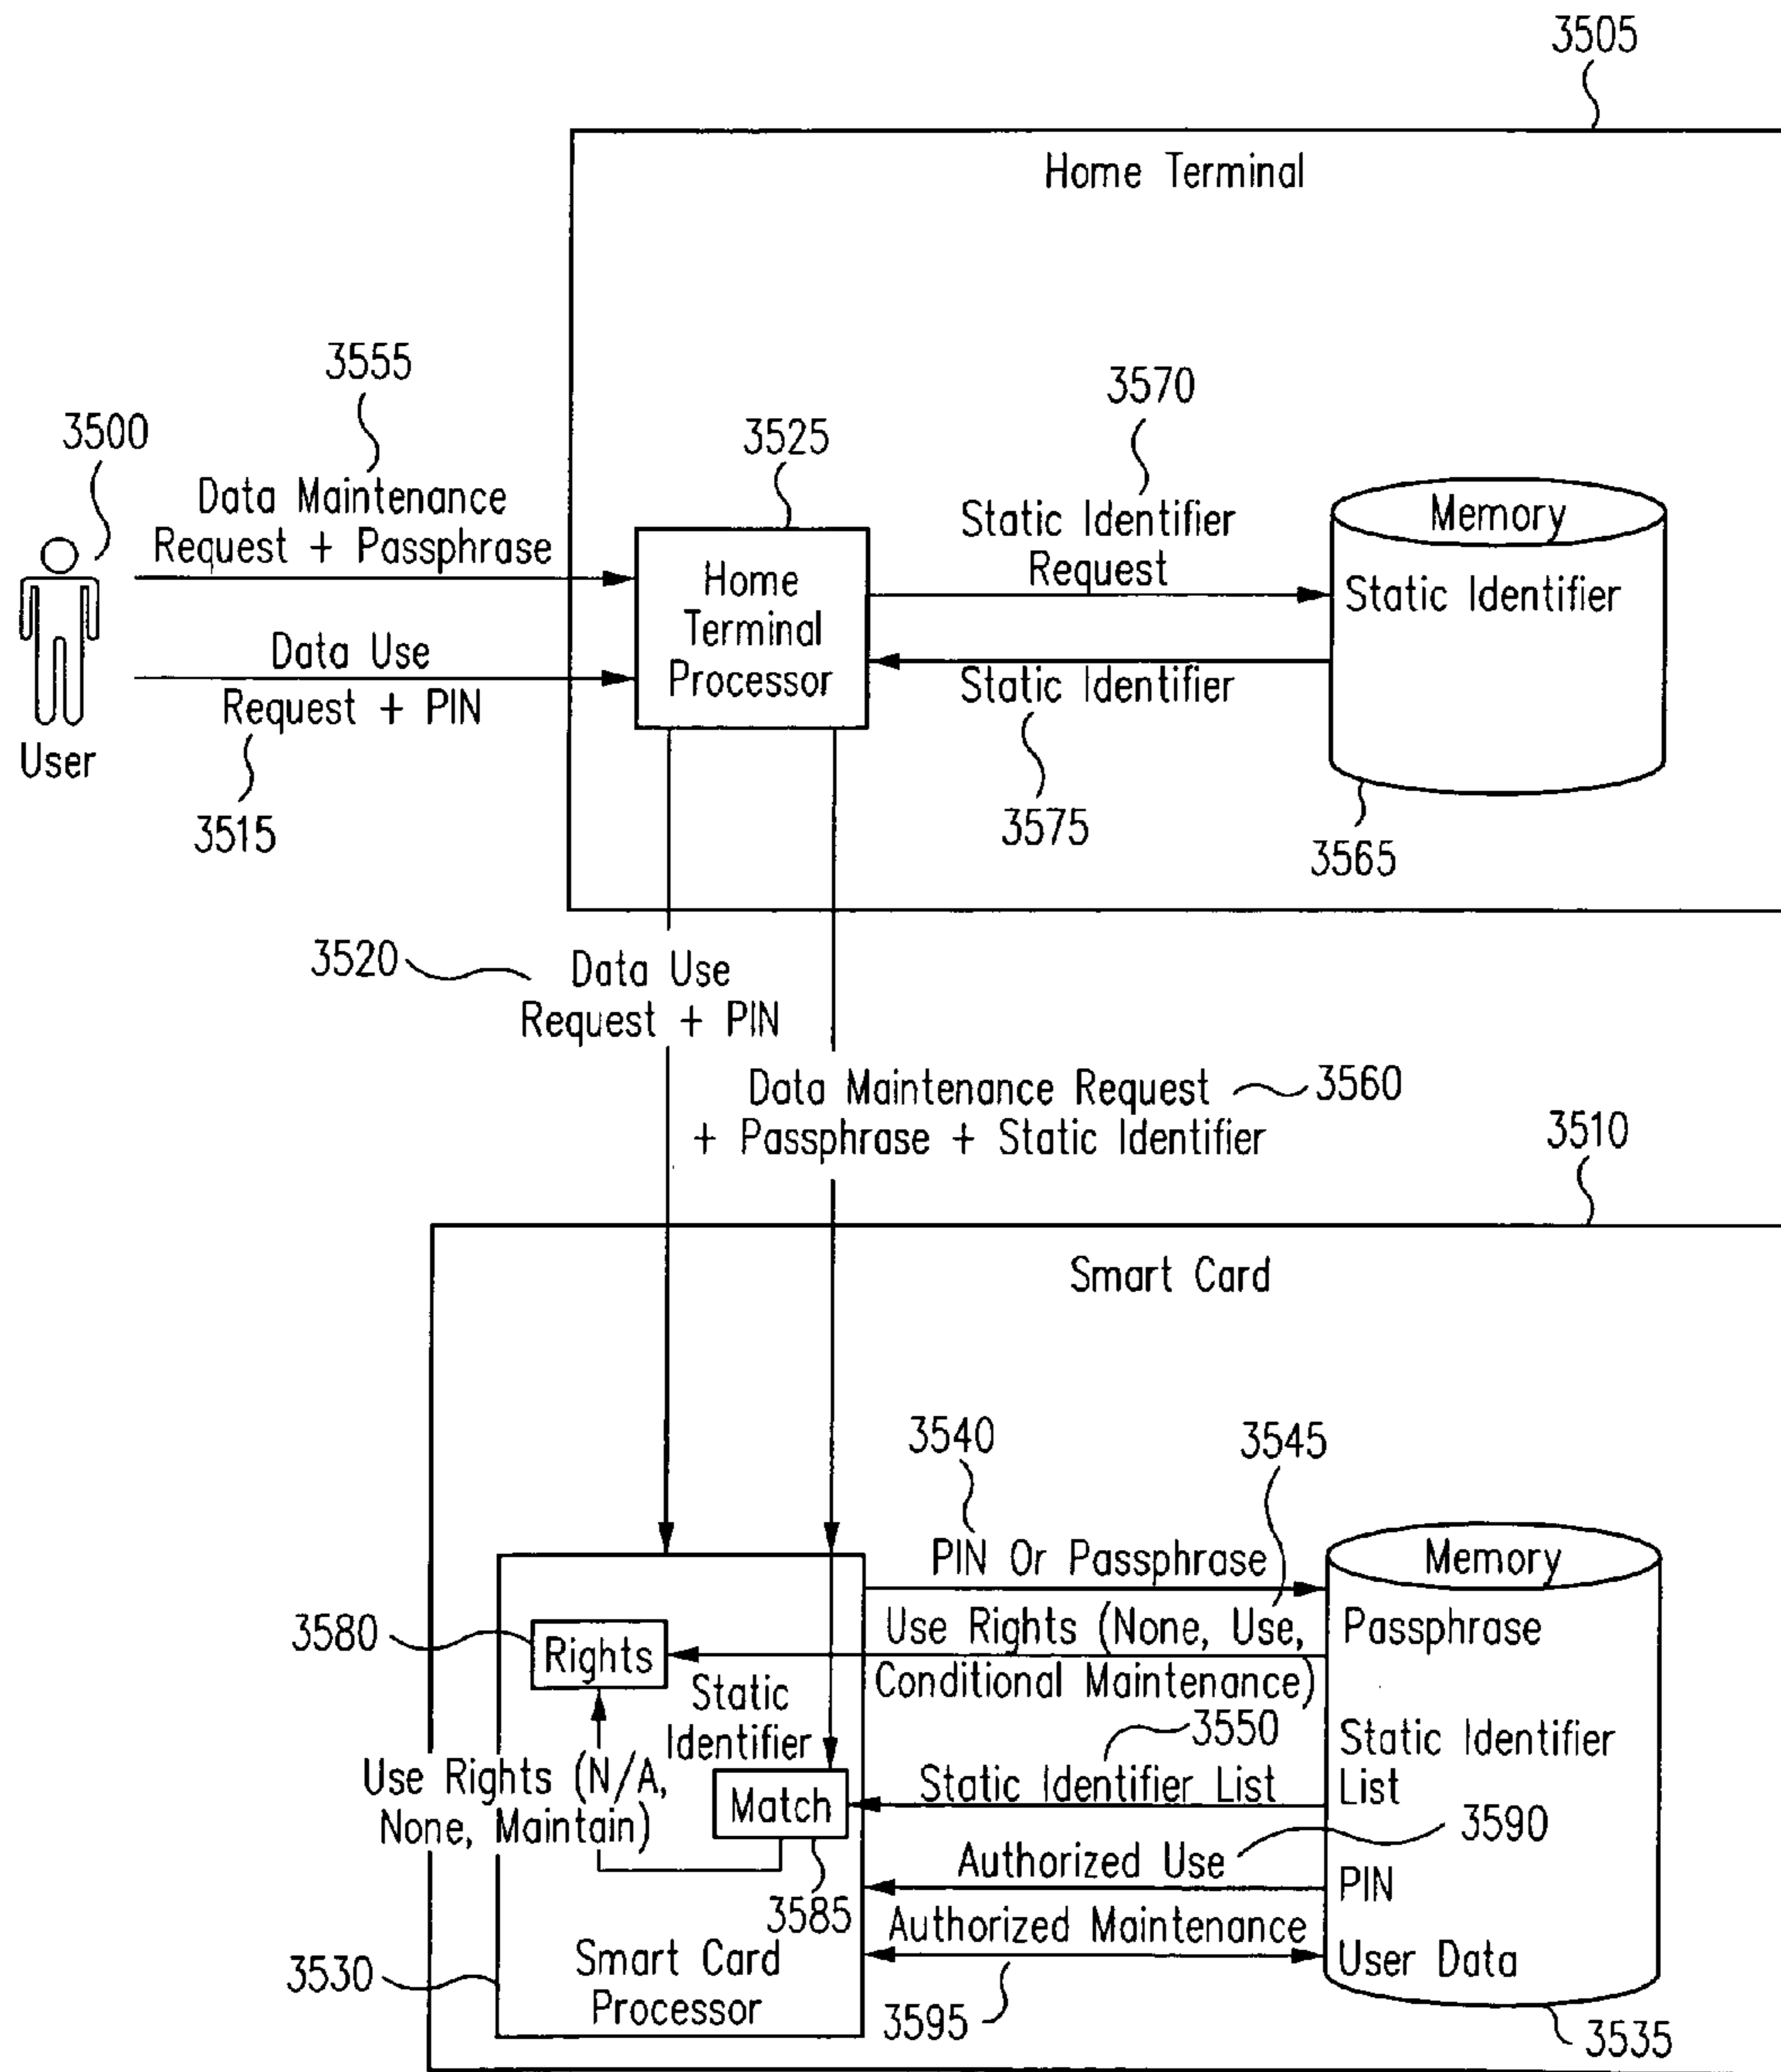 3505
Home Terminal
3555
3570
3500
3525
Data Maintenance
Request + Passphrase
Static Identifier
Request
Memory
Home
Terminal
Processor
Static Identifier
Data Use
Request + PIN
Static Identifier
User
3515
3575
3565
3520
Data Use
Request + PIN
Data Maintenance Request
+ Passphrase + Static Identifier
3560
3510
Smart Card
3540
3545
PIN Or Passphrase
Memory
3580
Rights
Use Rights (None, Use,
Conditional Maintenance)
Passphrase
Static
Identifier
3550
Static Identifier
List
Use Rights (N/A,
None, Maintain)
Match
Static Identifier List
3590
Authorized Use
PIN
3585
Authorized Maintenance
User Data
3530
Smart Card
Processor
3595
3535